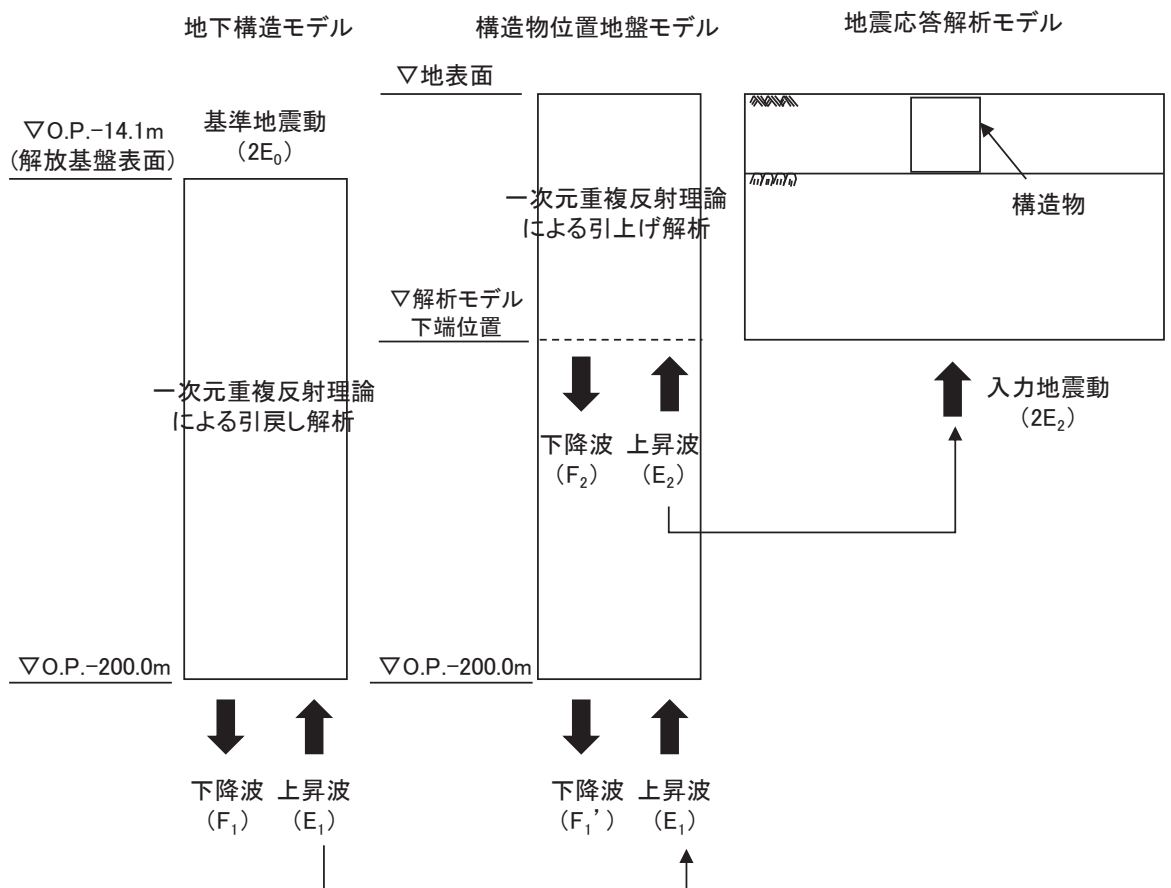 地下構造モデル
▽O.P.-14.1m
(解放基盤表面)
基準地震動
(2E₀)
一次元重複反射理論
による引戻し解析
▽O.P.-200.0m
下降波
(F₁)
上昇波
(E₁)
構造物位置地盤モデル
▽地表面
一次元重複反射理論
による引上げ解析
▽解析モデル
下端位置
下降波
(F₂)
上昇波
(E₂)
▽O.P.-200.0m
下降波
(F₁')
上昇波
(E₁)
地震応答解析モデル
構造物
入力地震動
(2E₂)